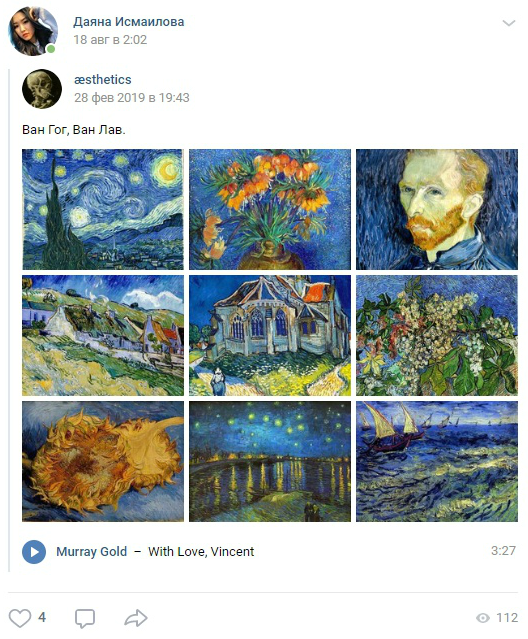 Даяна Исмаилова
18 авг в 2:02
æsthetics
28 фев 2019 в 19:43
Ван Гог, Ван Лав.
Murray Gold – With Love, Vincent 3:27
4 112